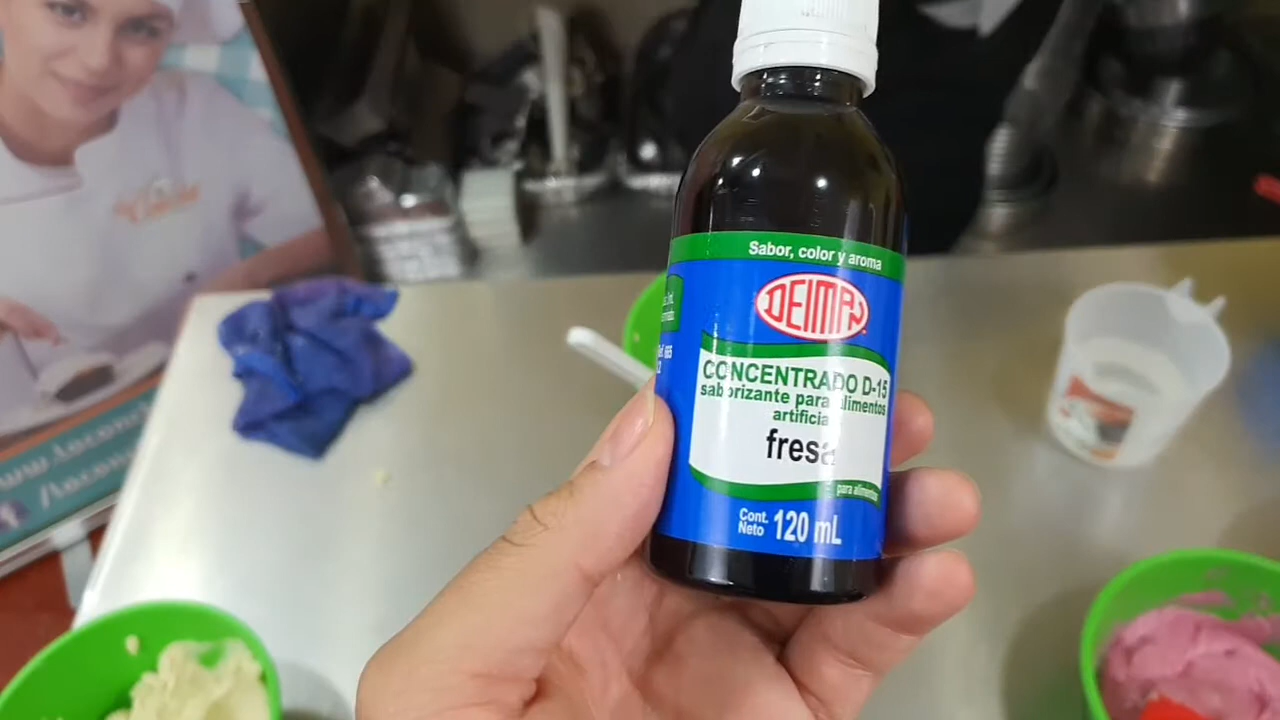 Sabor, color y aroma
DEIMAN
CONCENTRADO D-15
saborizante para alimentos
artificial
fresa
para alimentos
Cont.
Neto
120 mL